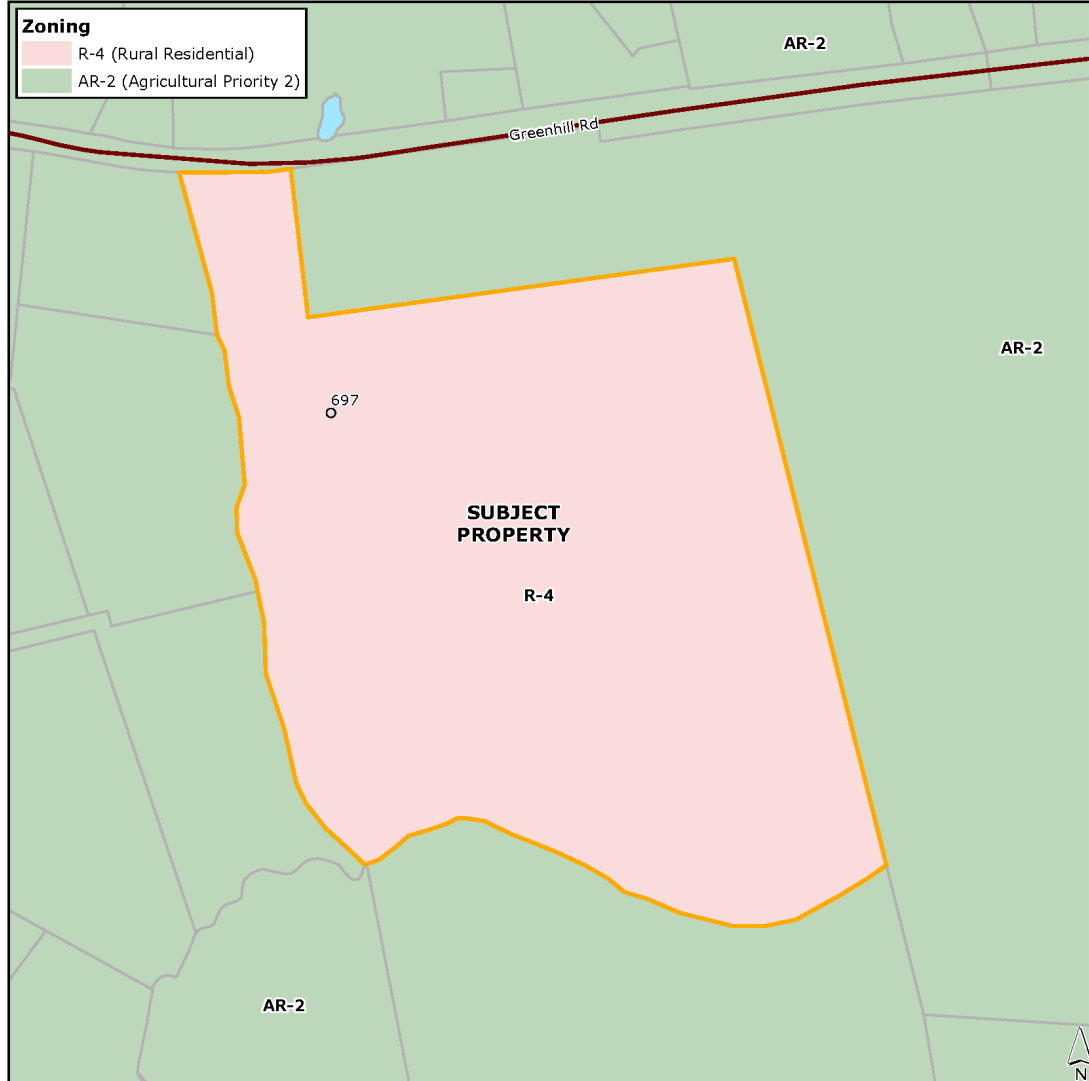 Zoning
R-4 (Rural Residential)
AR-2 (Agricultural Priority 2)
AR-2
Greenhill Rd
AR-2
697
SUBJECT
PROPERTY
R-4
AR-2
N